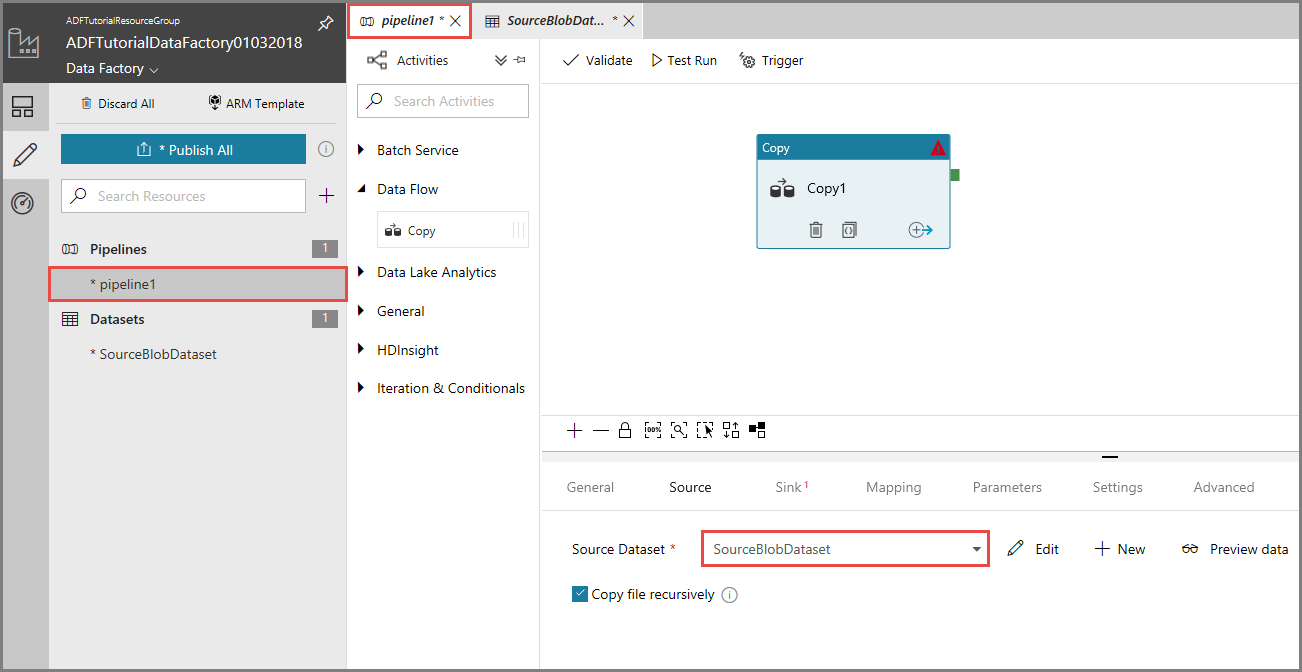 ADFTutorialResourceGroup
ADFTutorialDataFactory01032018
Data Factory
Discard All
ARM Template
* Publish All
Search Resources
Pipelines
1
* pipeline1
Datasets
1
* SourceBlobDataset
pipeline1 *
SourceBlobDat... *
Activities
Search Activities
Batch Service
Data Flow
Copy
Data Lake Analytics
General
HDInsight
Iteration & Conditionals
Validate
Test Run
Trigger
Copy
Copy1
100%
General
Source
Sink 1
Mapping
Parameters
Settings
Advanced
Source Dataset *
SourceBlobDataset
Edit
New
Preview data
Copy file recursively